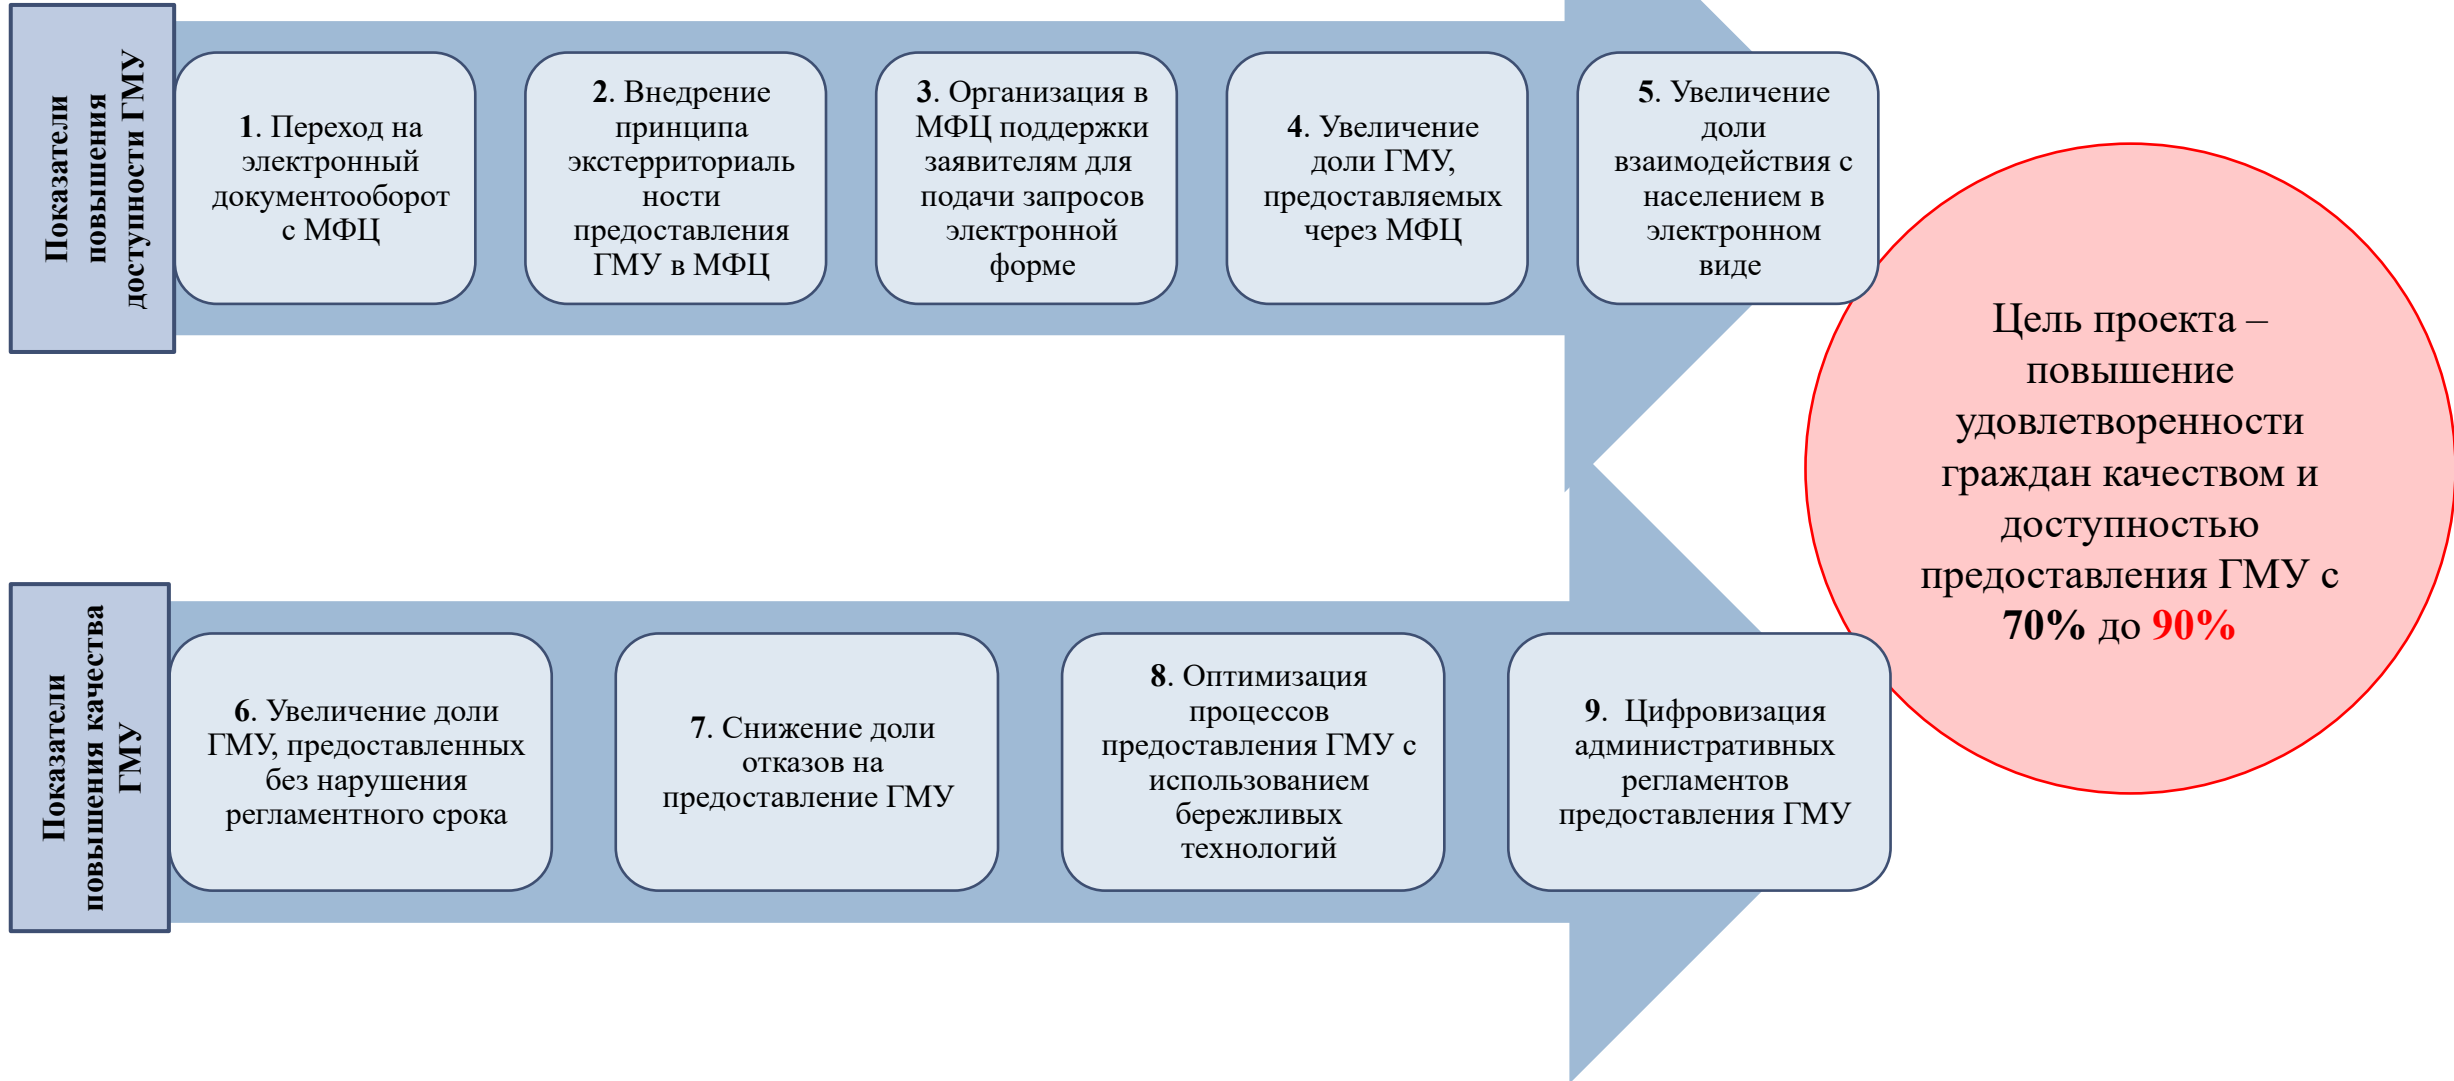 Показатели
повышения
доступности ГМУ
1. Переход на
электронный
документооборот
с МФЦ
2. Внедрение
принципа
экстерриториаль
ности
предоставления
ГМУ в МФЦ
3. Организация в
МФЦ поддержки
заявителям для
подачи запросов
электронной
форме
4. Увеличение
доли ГМУ,
предоставляемых
через МФЦ
5. Увеличение
доли
взаимодействия с
населением в
электронном
виде
Цель проекта –
повышение
удовлетворенности
граждан качеством и
доступностью
предоставления ГМУ с
70% до 90%
Показатели
повышения качества
ГМУ
6. Увеличение доли
ГМУ, предоставленных
без нарушения
регламентного срока
7. Снижение доли
отказов на
предоставление ГМУ
8. Оптимизация
процессов
предоставления ГМУ с
использованием
бережливых
технологий
9. Цифровизация
административных
регламентов
предоставления ГМУ